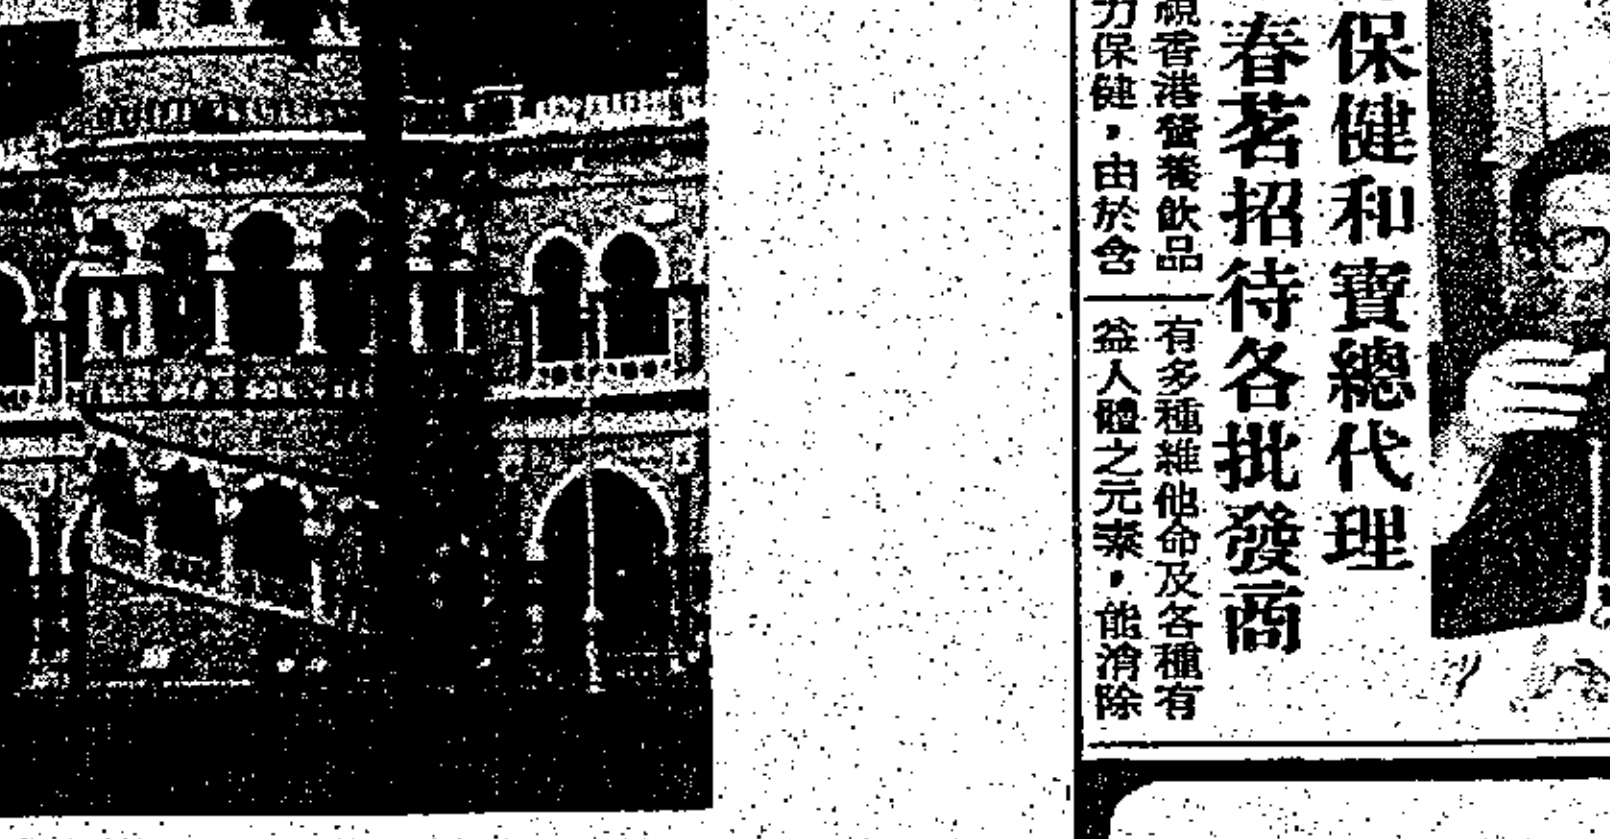 保健和寶總代理
春茗招待各批發商
視香港營養飲品
力保健，由於含
有多種維他命及各種有
益人體之元素，能消除